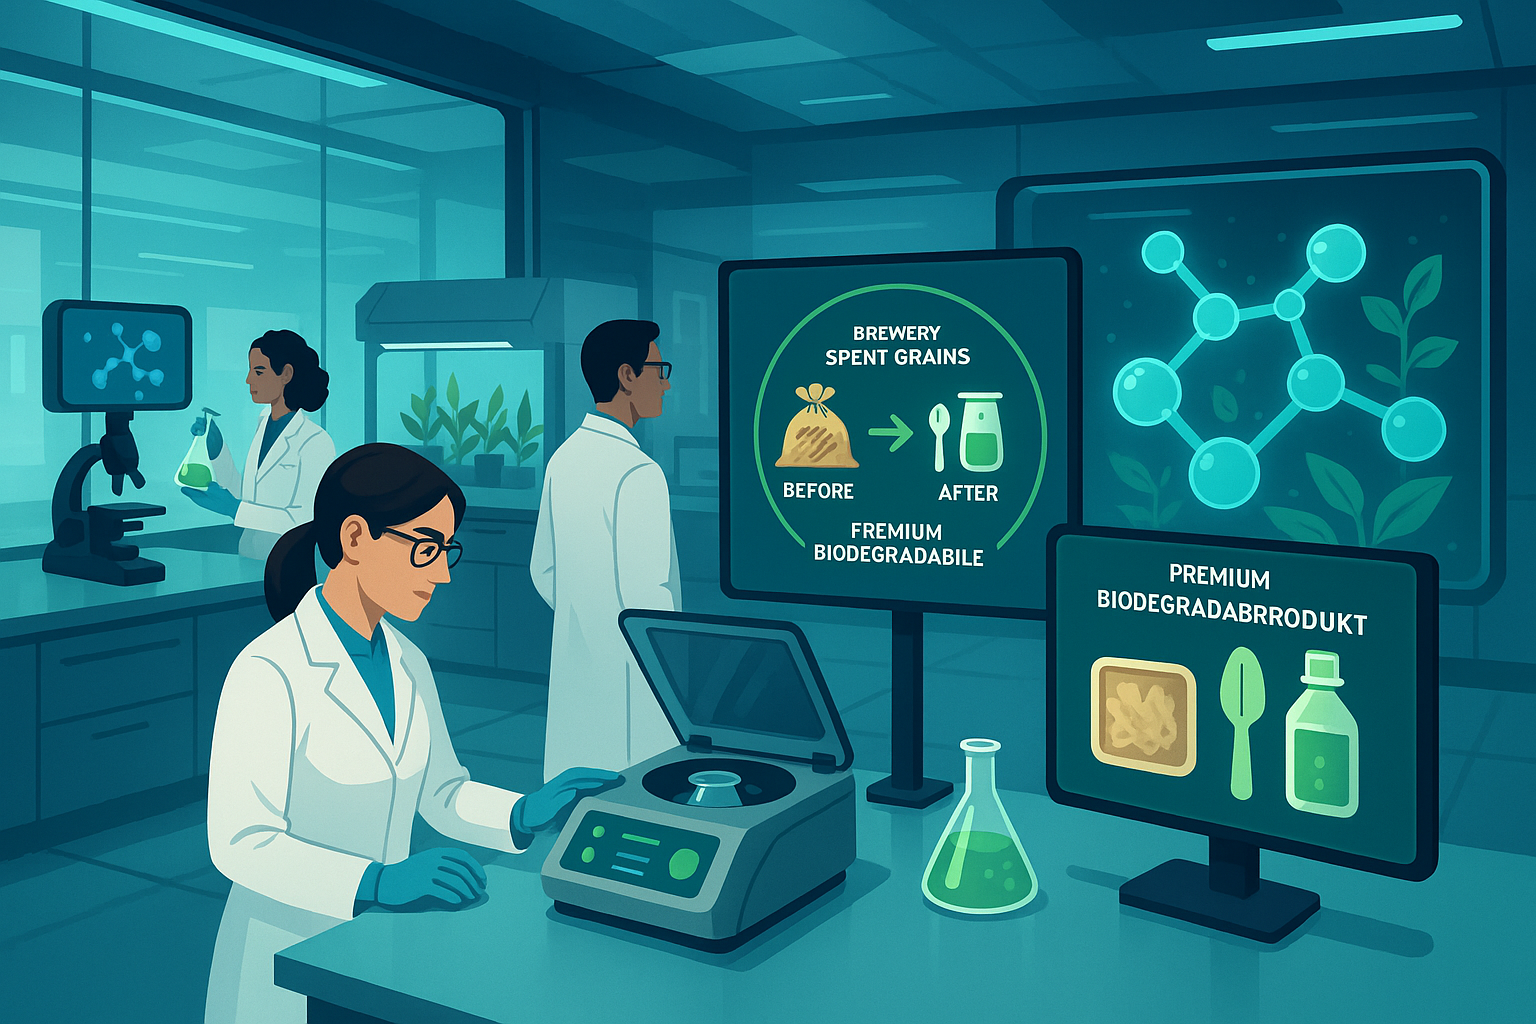 BREWERY
SPENT GRAINS
BEFORE
AFTER
FREMIUM
BIODEGRADABILE
PREMIUM
BIODEGRADABRRODUKT